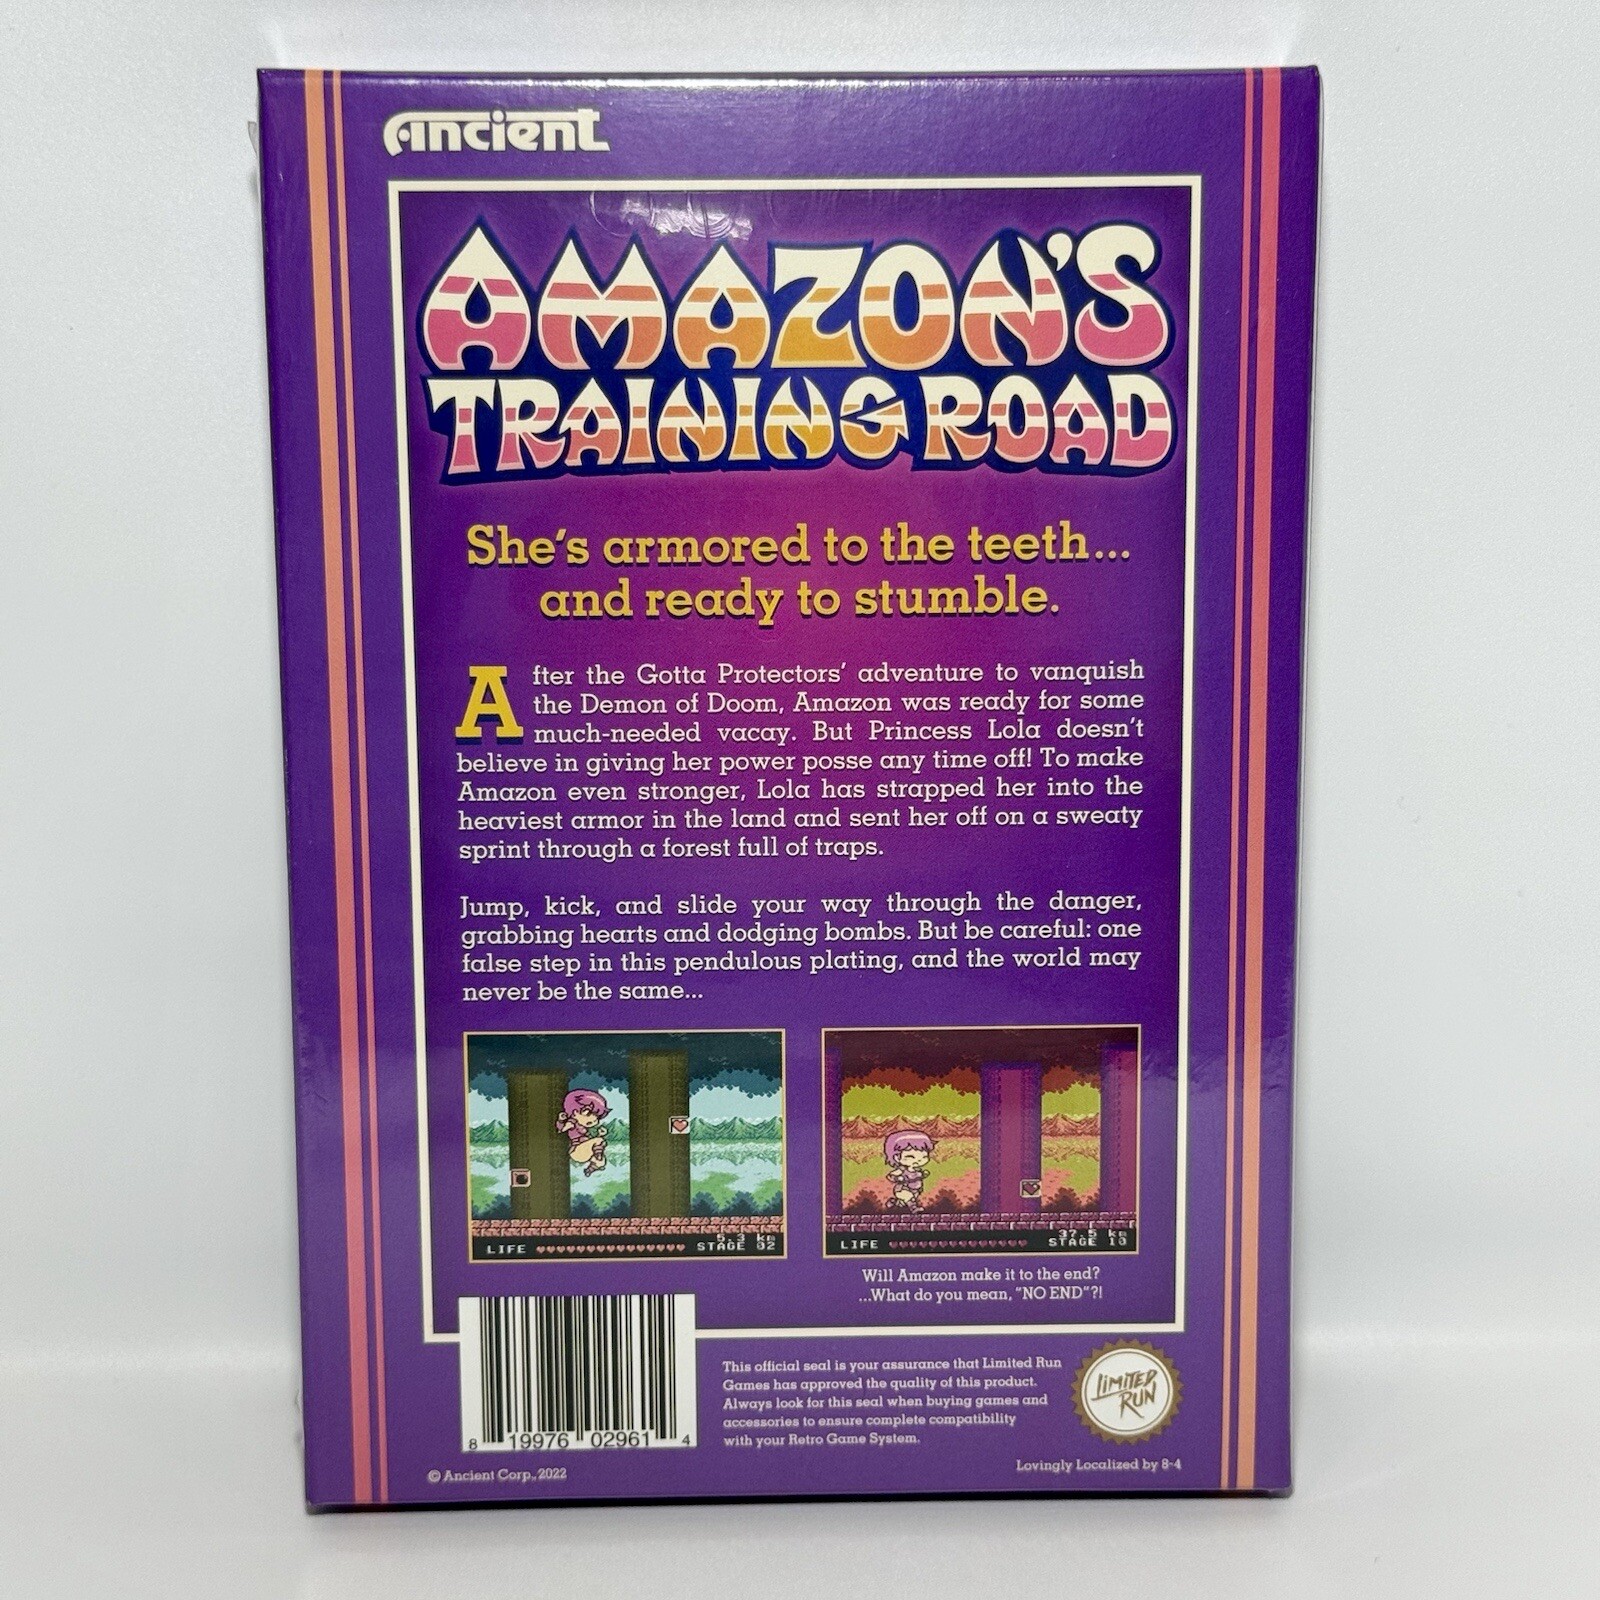 Ancient
AMAZON'S
TRAINING ROAD
She's armored to the teeth...
and ready to stumble.
After the Gotta Protectors' adventure to vanquish
the Demon of Doom, Amazon was ready for some
much-needed vacay. But Princess Lola doesn't
believe in giving her power posse any time off! To make
Amazon even stronger, Lola has strapped her into the
heaviest armor in the land and sent her off on a sweaty
sprint through a forest full of traps.
Jump, kick, and slide your way through the danger,
grabbing hearts and dodging bombs. But be careful: one
false step in this pendulous plating, and the world may
never be the same...
5.3 km
LIFE STAGE 02
37.5 km
LIFE STAGE 10
Will Amazon make it to the end?
...What do you mean, "NO END"?!
8 19976 02961 4
This official seal is your assurance that Limited Run
Games has approved the quality of this product.
Always look for this seal when buying games and
accessories to ensure complete compatibility
with your Retro Game System.
LIMITED
RUN
© Ancient Corp., 2022
Lovingly Localized by 8-4